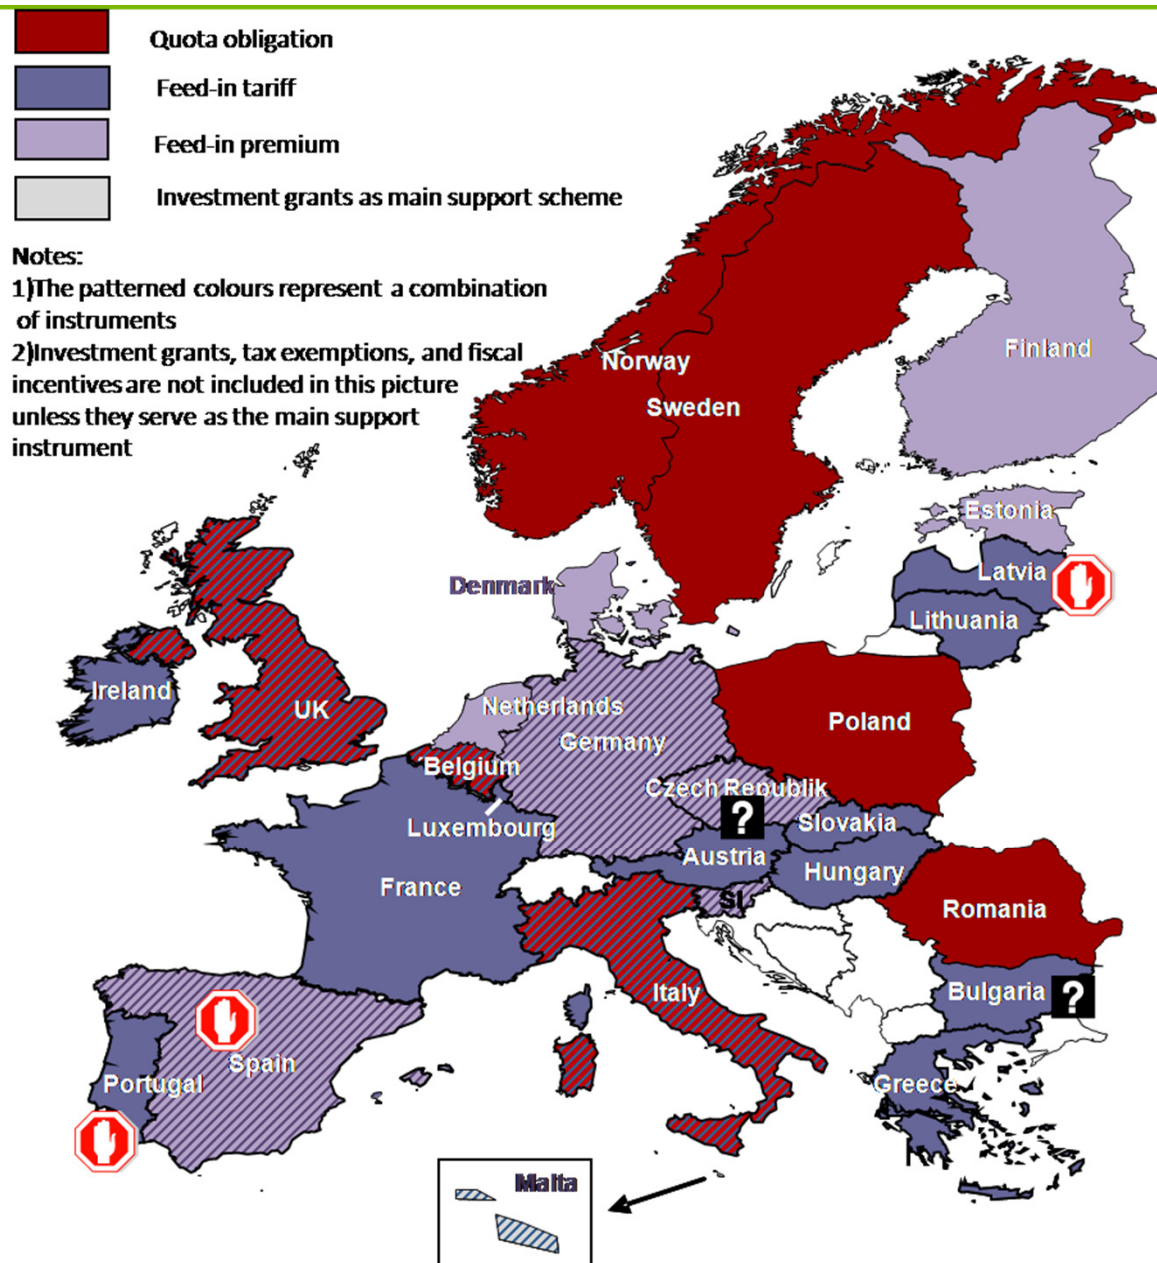 Quota obligation
Feed-in tariff
Feed-in premium
Investment grants as main support scheme
Notes:
1)The patterned colours represent a combination
of instruments
2)Investment grants, tax exemptions, and fiscal
incentives are not included in this picture
unless they serve as the main support
instrument
Norway
Sweden
Finland
Estonia
Latvia
Lithuania
Denmark
Ireland
UK
Netherlands
Germany
Poland
Belgium
Czech Republik
?
Luxembourg
Slovakia
Austria
Hungary
France
SI
Romania
Italy
Bulgaria
?
Spain
Portugal
Greece
Malta